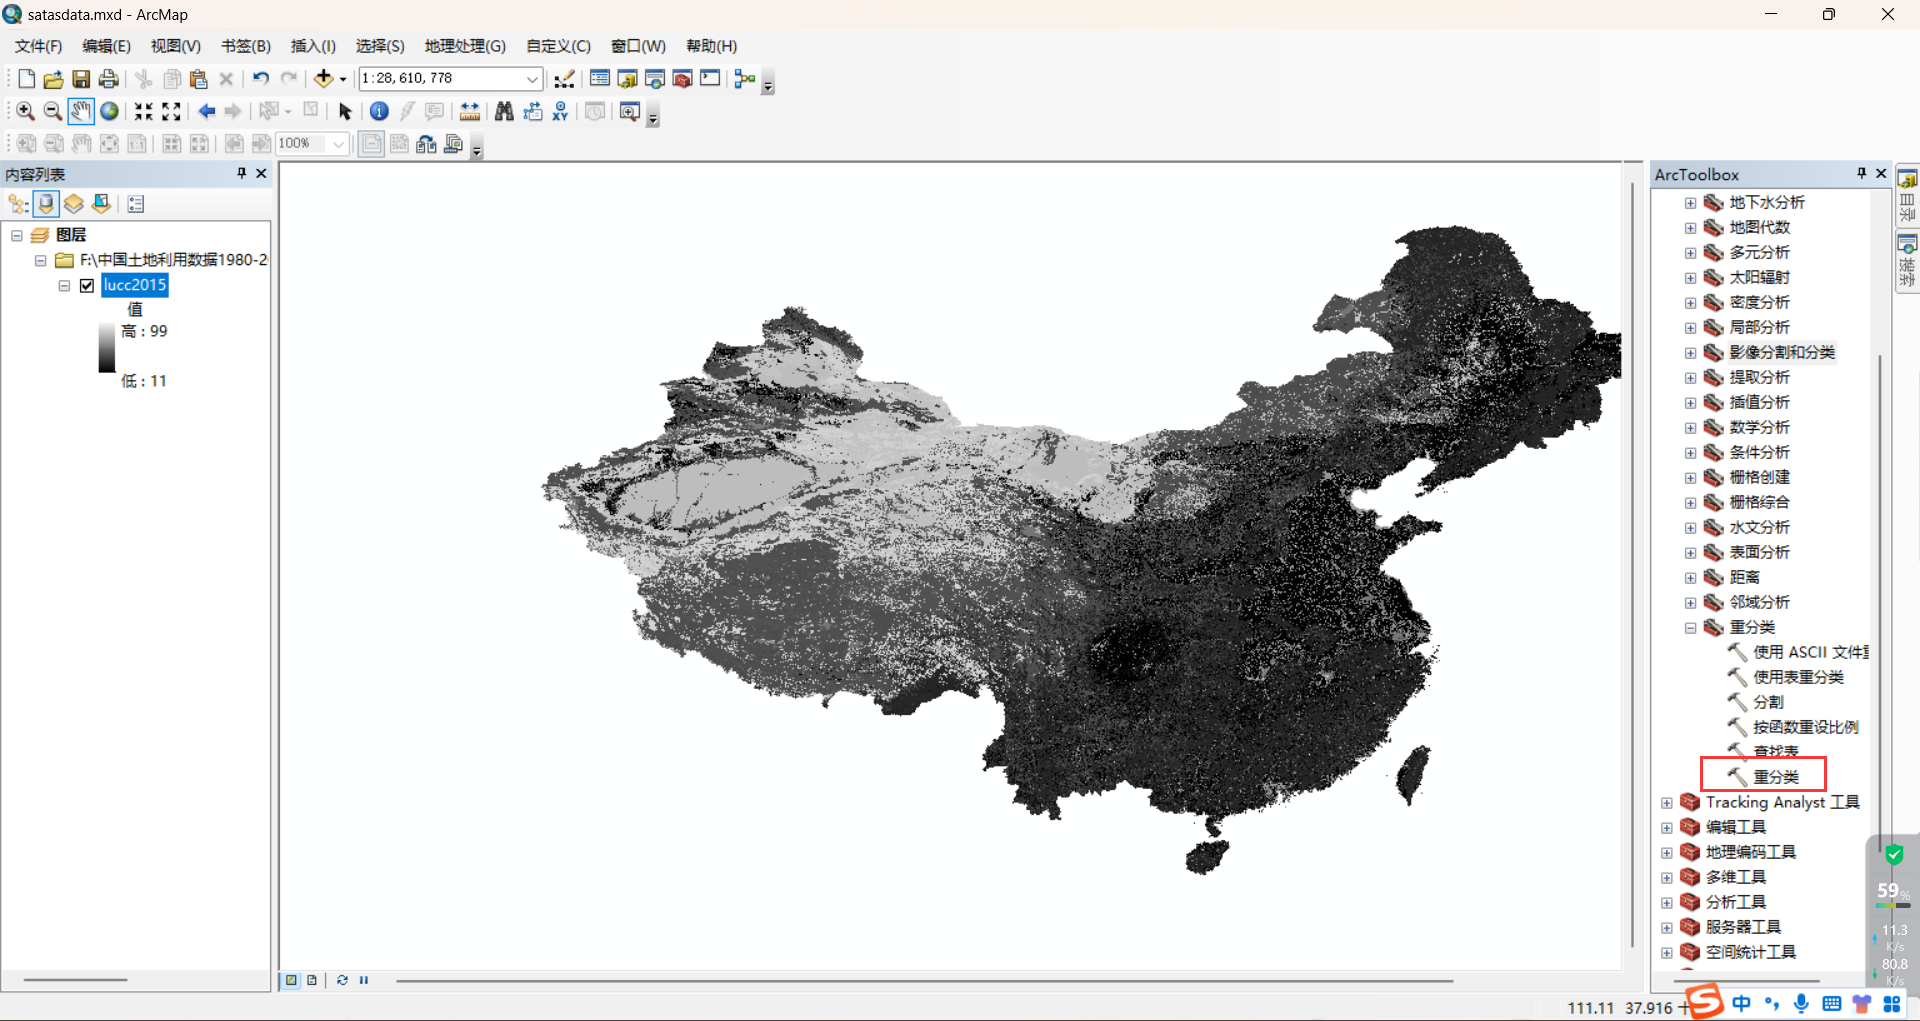 satasdata.mxd - ArcMap
文件(F) 编辑(E) 视图(V) 书签(B) 插入(I) 选择(S) 地理处理(G) 自定义(C) 窗口(W) 帮助(H)
1:28,610,778
XY
100%
内容列表
图层
F:\中国土地利用数据1980-2
lucc2015
值
高 : 99
低 : 11
ArcToolbox
地下水分析
地图代数
多元分析
太阳辐射
密度分析
局部分析
影像分割和分类
提取分析
插值分析
数学分析
条件分析
栅格创建
栅格综合
水文分析
表面分析
距离
邻域分析
重分类
使用 ASCII 文件重
使用表重分类
分割
按函数重设比例
查找表
重分类
Tracking Analyst 工具
编辑工具
地理编码工具
多维工具
分析工具
服务器工具
空间统计工具
目录
搜索
59%
11.3
K/s
80.8
K/s
111.11 37.916 十
中